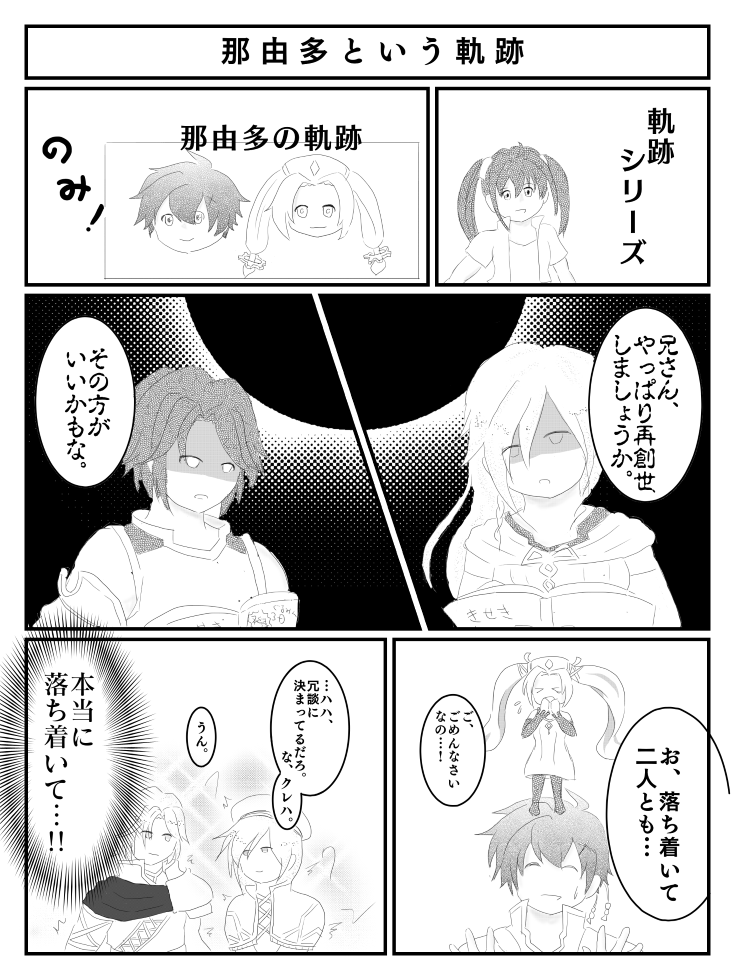 那由多という軌跡
軌跡
シリーズ
那由多の軌跡
のみ!
兄さん、
やっぱり再創世、
しましょうか。
きせき
その方が
いいかもな。
お、落ち着いて
二人とも…
ご、
ごめんなさい
なの…!
…ハハ、
冗談に
決まってるだろ。
な、クレハ。
うん。
本当に
落ち着いて…!!